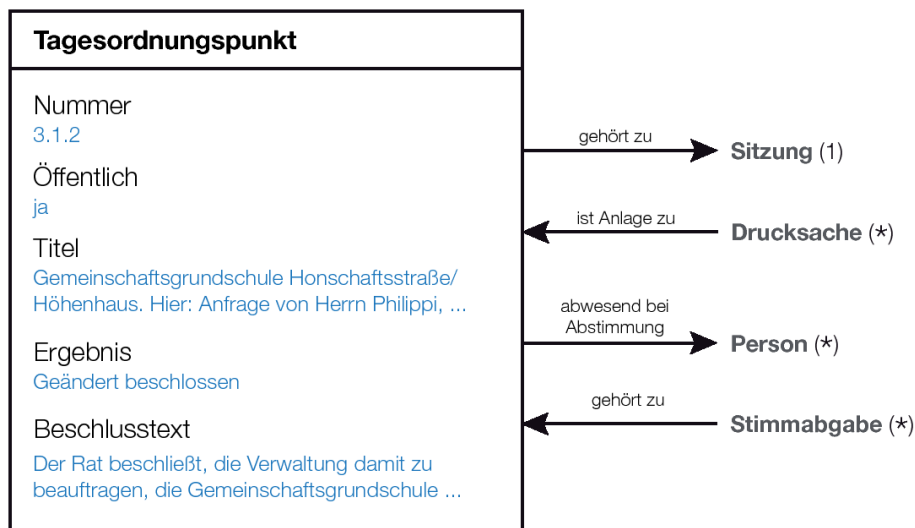 Tagesordnungspunkt
Nummer
3.1.2
Öffentlich
ja
Titel
Gemeinschaftsgrundschule Honschaftsstraße/
Höhenhaus. Hier: Anfrage von Herrn Philippi, ...
Ergebnis
Geändert beschlossen
Beschlusstext
Der Rat beschließt, die Verwaltung damit zu
beauftragen, die Gemeinschaftsgrundschule ...
gehört zu
Sitzung (1)
ist Anlage zu
Drucksache (*)
abwesend bei
Abstimmung
Person (*)
gehört zu
Stimmabgabe (*)